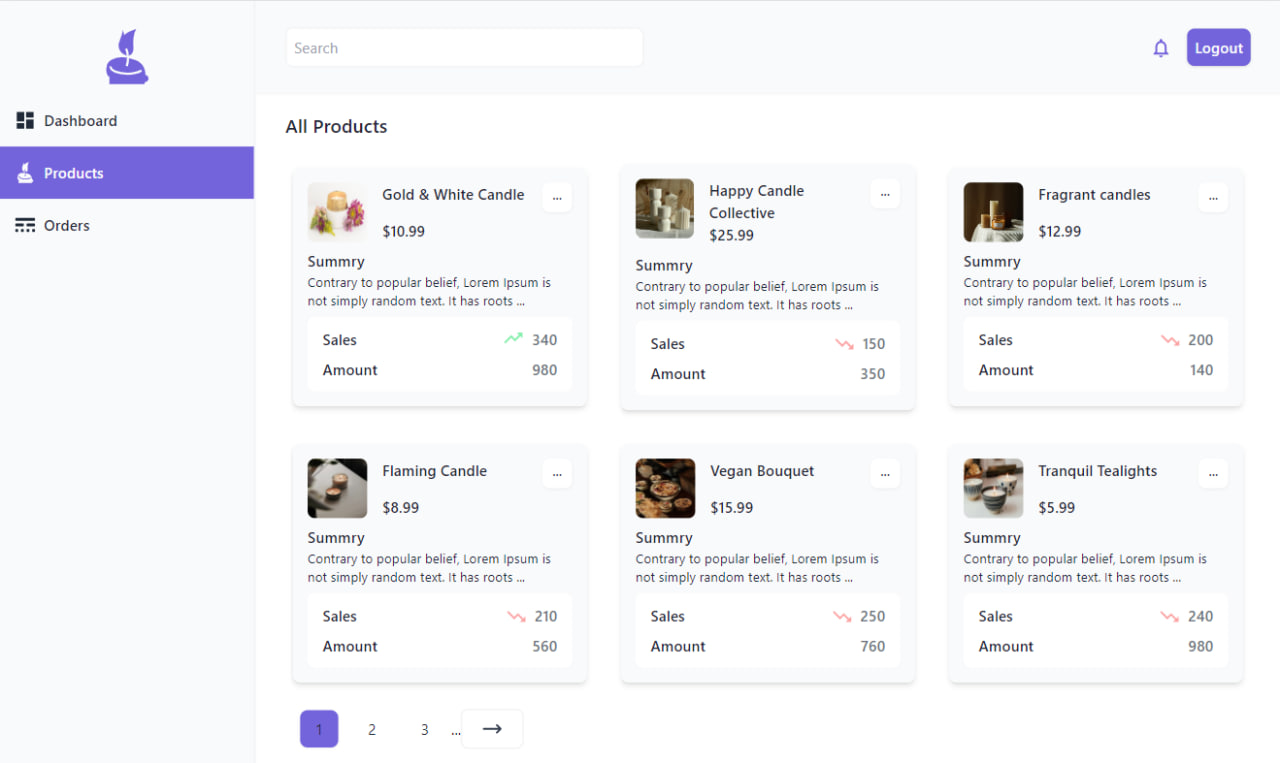 Search
Logout
Dashboard
Products
Orders
All Products
Gold & White Candle
...
$10.99
Summry
Contrary to popular belief, Lorem Ipsum is
not simply random text. It has roots ...
Sales 340
Amount 980
Happy Candle
Collective
...
$25.99
Summry
Contrary to popular belief, Lorem Ipsum is
not simply random text. It has roots ...
Sales 150
Amount 350
Fragrant candles
...
$12.99
Summry
Contrary to popular belief, Lorem Ipsum is
not simply random text. It has roots ...
Sales 200
Amount 140
Flaming Candle
...
$8.99
Summry
Contrary to popular belief, Lorem Ipsum is
not simply random text. It has roots ...
Sales 210
Amount 560
Vegan Bouquet
...
$15.99
Summry
Contrary to popular belief, Lorem Ipsum is
not simply random text. It has roots ...
Sales 250
Amount 760
Tranquil Tealights
...
$5.99
Summry
Contrary to popular belief, Lorem Ipsum is
not simply random text. It has roots ...
Sales 240
Amount 980
1 2 3 ... →